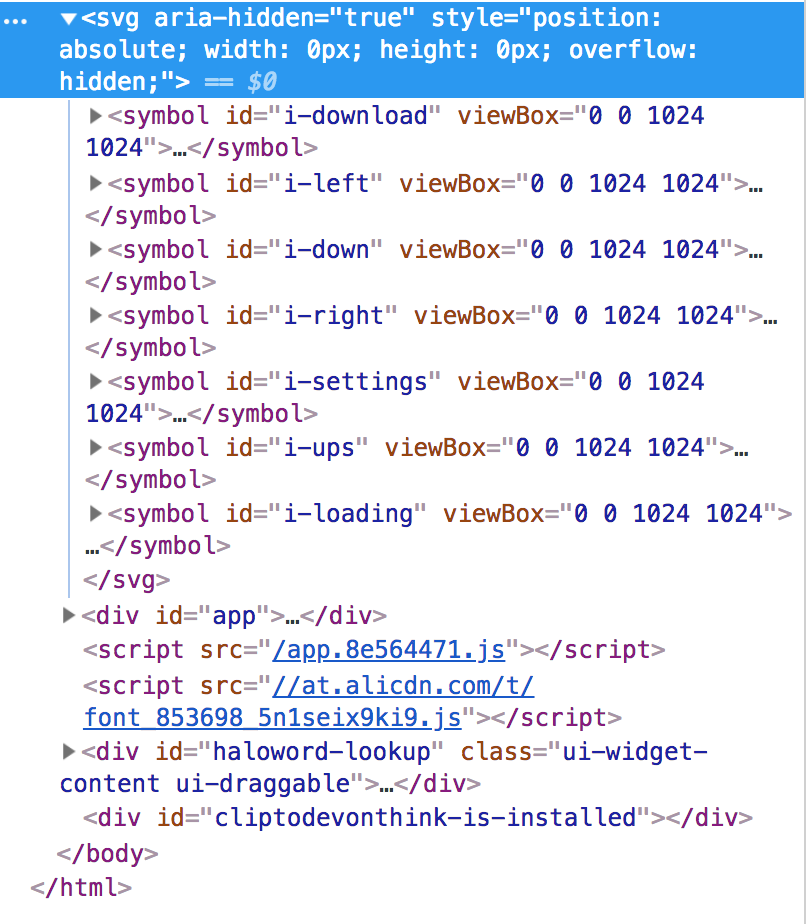 … ▼<svg aria-hidden="true" style="position:
absolute; width: 0px; height: 0px; overflow:
hidden;"> == $0
▶<symbol id="i-download" viewBox="0 0 1024
1024">…</symbol>
▶<symbol id="i-left" viewBox="0 0 1024 1024">…
</symbol>
▶<symbol id="i-down" viewBox="0 0 1024 1024">…
</symbol>
▶<symbol id="i-right" viewBox="0 0 1024 1024">…
</symbol>
▶<symbol id="i-settings" viewBox="0 0 1024
1024">…</symbol>
▶<symbol id="i-ups" viewBox="0 0 1024 1024">…
</symbol>
▶<symbol id="i-loading" viewBox="0 0 1024 1024">
…</symbol>
</svg>
▶<div id="app">…</div>
<script src="/app.8e564471.js"></script>
<script src="//at.alicdn.com/t/
font_853698_5n1seix9ki9.js"></script>
▶<div id="haloword-lookup" class="ui-widget-
content ui-draggable">…</div>
<div id="cliptodevonthink-is-installed"></div>
</body>
</html>